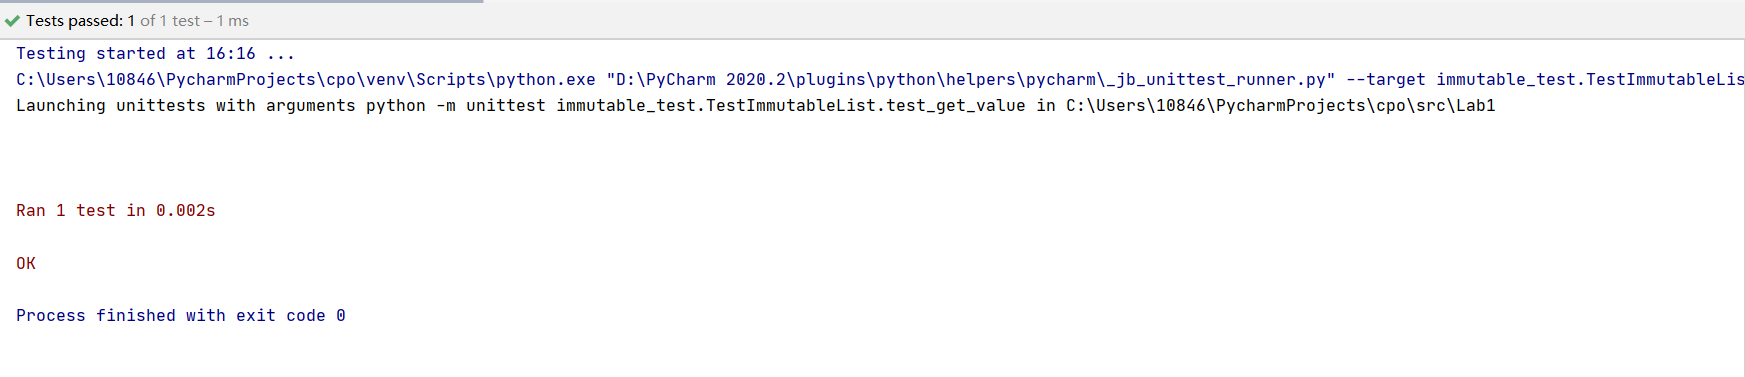 Tests passed: 1 of 1 test – 1 ms
Testing started at 16:16 ...
C:\Users\10846\PycharmProjects\cpo\venv\Scripts\python.exe "D:\PyCharm 2020.2\plugins\python\helpers\pycharm\_jb_unittest_runner.py" --target immutable_test.TestImmutableLis
Launching unittests with arguments python -m unittest immutable_test.TestImmutableList.test_get_value in C:\Users\10846\PycharmProjects\cpo\src\Lab1
Ran 1 test in 0.002s
OK
Process finished with exit code 0